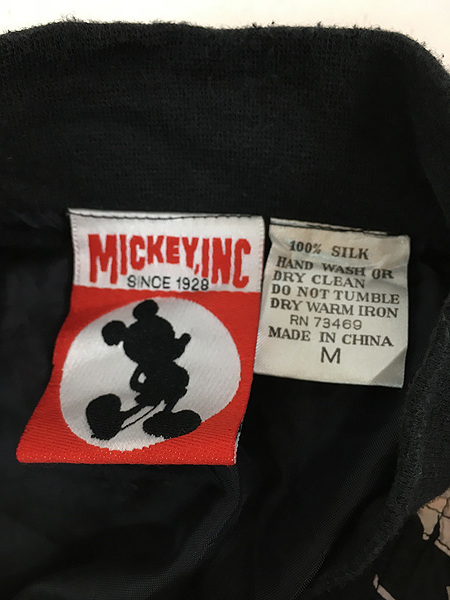 MICKEY, INC
SINCE 1928
100% SILK
HAND WASH OR
DRY CLEAN
DO NOT TUMBLE
DRY WARM IRON
RN 73469
MADE IN CHINA
M